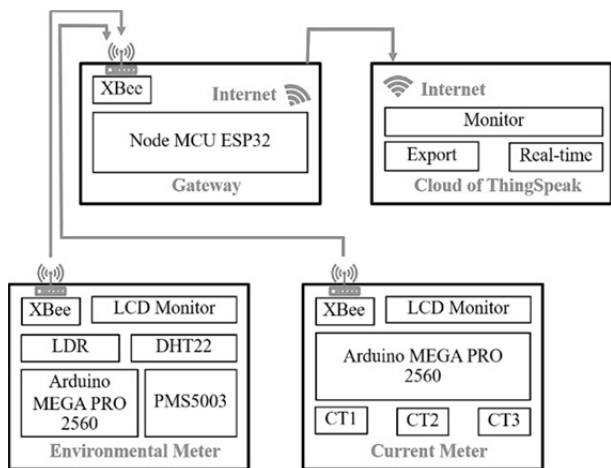 XBee
Internet
Node MCU ESP32
Gateway
Internet
Monitor
Export
Real-time
Cloud of ThingSpeak
XBee
LCD Monitor
LDR
DHT22
Arduino
MEGA PRO
2560
PMS5003
Environmental Meter
XBee
LCD Monitor
Arduino MEGA PRO
2560
CT1
CT2
CT3
Current Meter